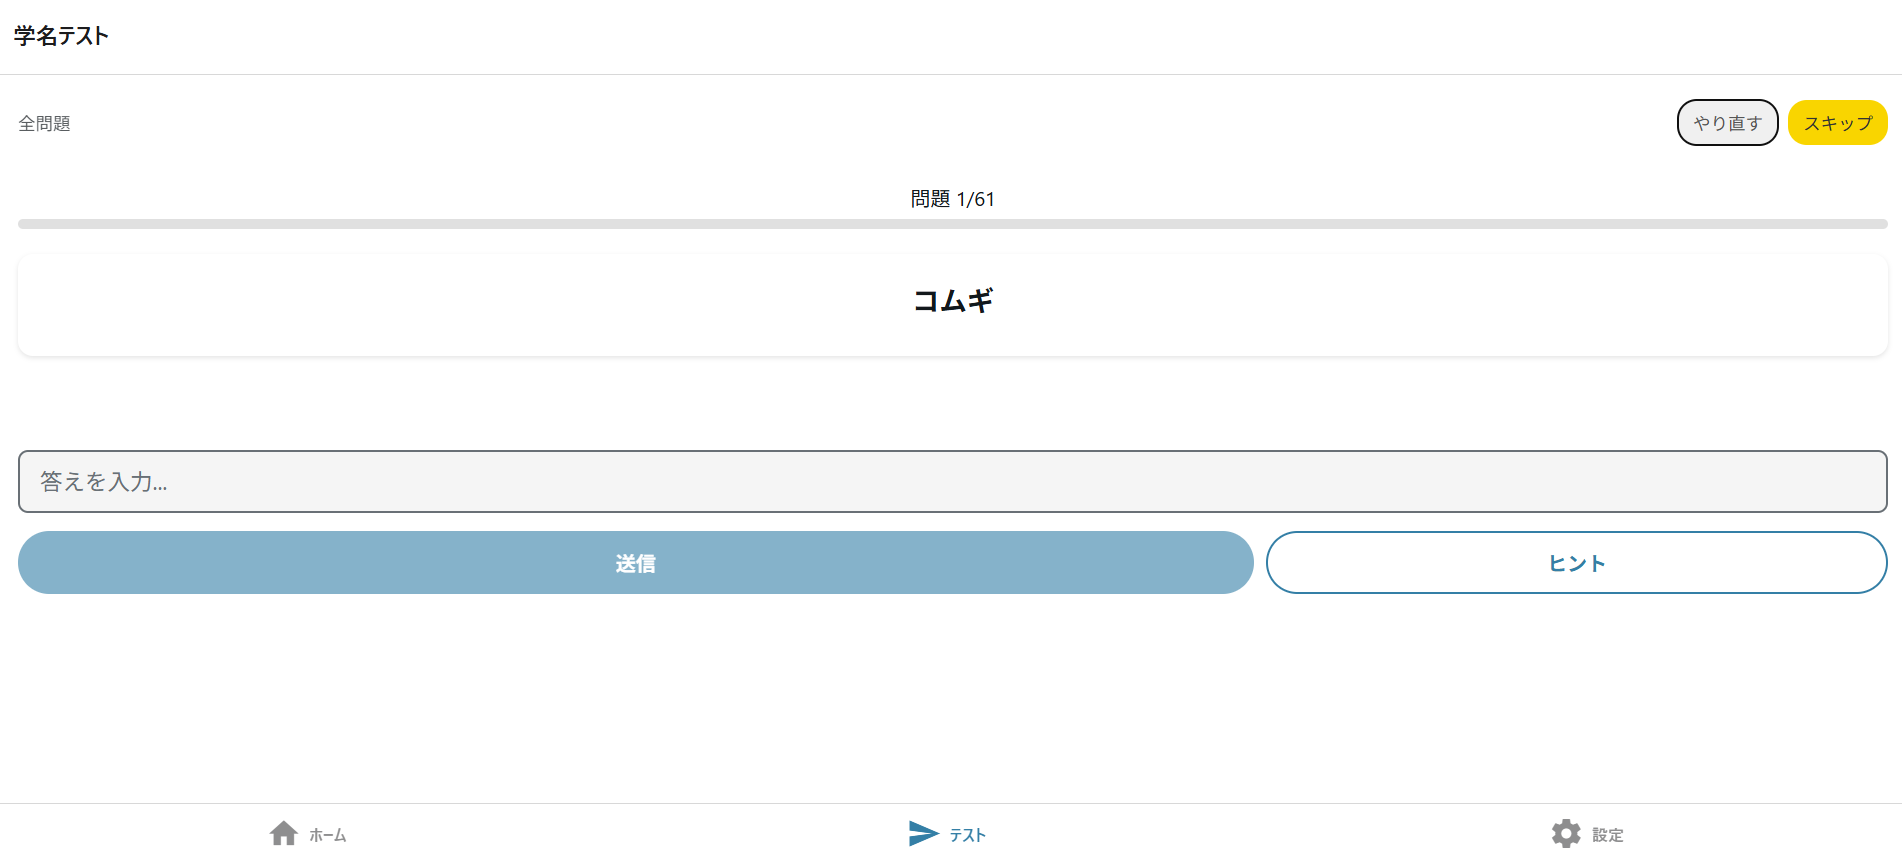 学名テスト
全問題
やり直す
スキップ
問題 1/61
コムギ
答えを入力...
送信
ヒント
ホーム
テスト
設定